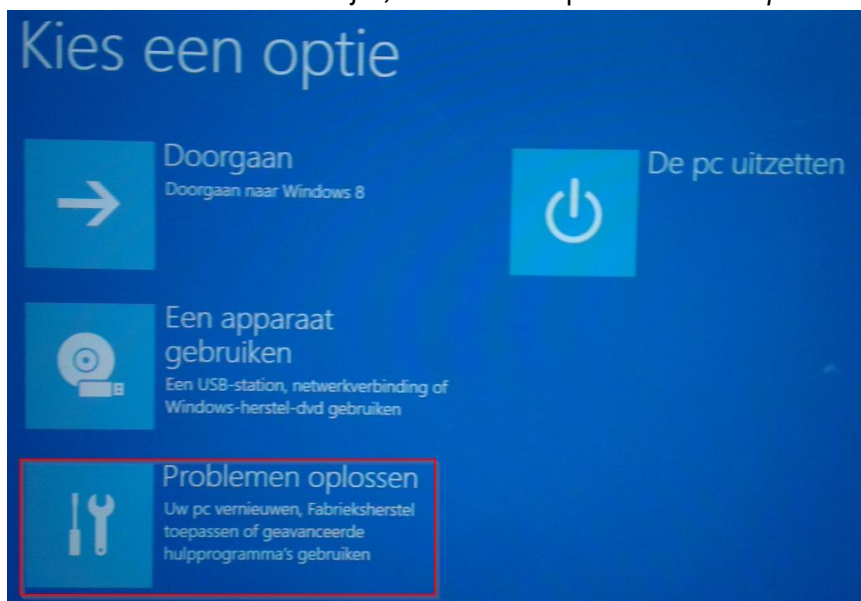 Kies een optie
Doorgaan
Doorgaan naar Windows 8
De pc uitzetten
Een apparaat
gebruiken
Een USB-station, netwerkverbinding of
Windows-herstel-dvd gebruiken
Problemen oplossen
Uw pc vernieuwen, Fabrieksherstel
toepassen of geavanceerde
hulpprogramma's gebruiken